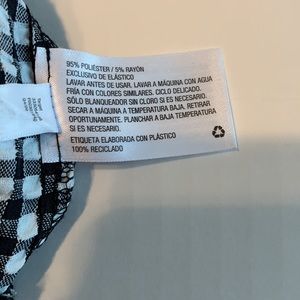 95% POLIÉSTER / 5% RAYÓN
EXCLUSIVO DE ELÁSTICO
LAVAR ANTES DE USAR. LAVAR A MÁQUINA CON AGUA
FRÍA CON COLORES SIMILARES. CICLO DELICADO.
SÓLO BLANQUEADOR SIN CLORO SI ES NECESARIO.
SECAR A MÁQUINA A TEMPERATURA BAJA. RETIRAR
OPORTUNAMENTE. PLANCHAR A BAJA TEMPERATURA
SI ES NECESARIO.
ETIQUETA ELABORADA CON PLÁSTICO
100% RECICLADO